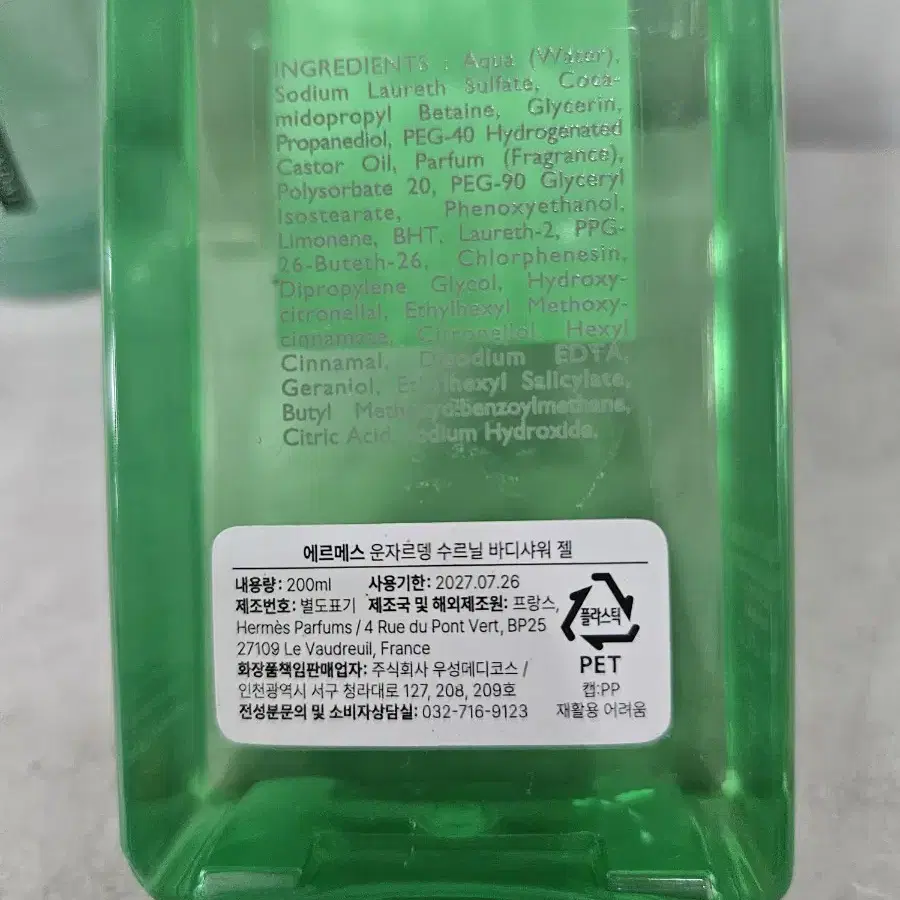 INGREDIENTS : Aqua (Water),
Sodium Laureth Sulfate, Coca-
midopropyl Betaine, Glycerin,
Propanediol, PEG-40 Hydrogenated
Castor Oil, Parfum (Fragrance),
Polysorbate 20, PEG-90 Glyceryl
Isostearate, Phenoxyethanol,
Limonene, BHT, Laureth-2, PPG-
26-Buteth-26, Chlorphenesin,
Dipropylene Glycol, Hydroxy-
citronellal, Ethylhexyl Methoxy-
cinnamate, Citronellol, Hexyl
Cinnamal, Disodium EDTA,
Geraniol, Ethylhexyl Salicylate,
Butyl Methoxydibenzoylmethane,
Citric Acid, Sodium Hydroxide.
에르메스 운자르뎅 수르닐 바디샤워 젤
내용량: 200ml 사용기한: 2027.07.26
제조번호: 별도표기 제조국 및 해외제조원: 프랑스,
Hermès Parfums / 4 Rue du Pont Vert, BP25
27109 Le Vaudreuil, France
화장품책임판매업자: 주식회사 우성데디코스 /
인천광역시 서구 청라대로 127, 208, 209호
전성분문의 및 소비자상담실: 032-716-9123
플라스틱
PET
캡:PP
재활용 어려움